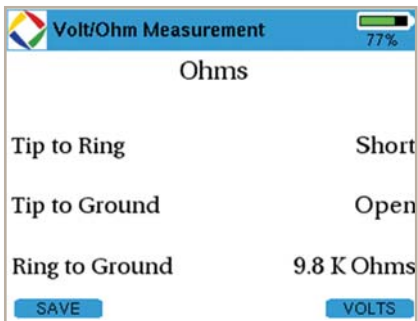 Volt/Ohm Measurement 77%
Ohms
Tip to Ring Short
Tip to Ground Open
Ring to Ground 9.8 K Ohms
SAVE VOLTS